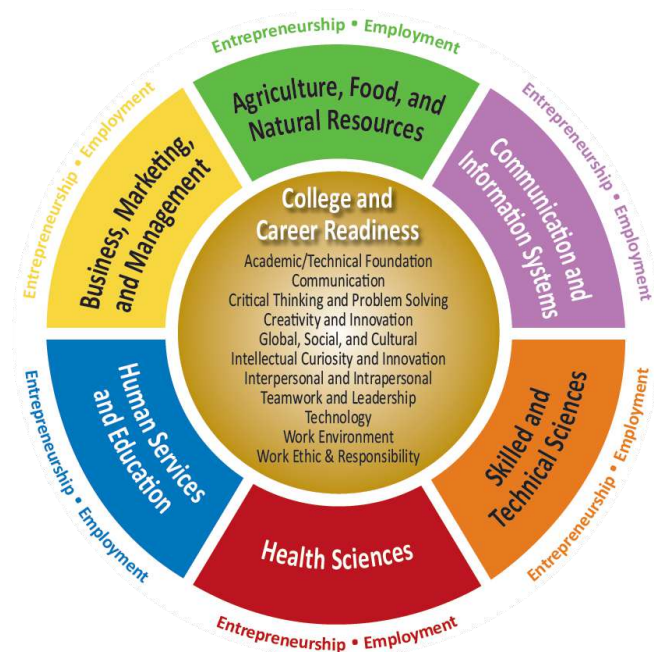 Entrepreneurship • Employment
Agriculture, Food, and
Natural Resources
Entrepreneurship • Employment
Communication and
Information Systems
Entrepreneurship • Employment
Skilled and
Technical Sciences
Entrepreneurship • Employment
Health Sciences
Entrepreneurship • Employment
Human Services
and Education
Entrepreneurship • Employment
Business, Marketing,
and Management
College and
Career Readiness
Academic/Technical Foundation
Communication
Critical Thinking and Problem Solving
Creativity and Innovation
Global, Social, and Cultural
Intellectual Curiosity and Innovation
Interpersonal and Intrapersonal
Teamwork and Leadership
Technology
Work Environment
Work Ethic & Responsibility